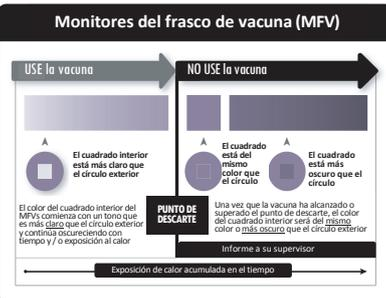 Monitores del frasco de vacuna (MFV)
USE la vacuna
NO USE la vacuna
El cuadrado interior
está más claro que
el círculo exterior
El cuadrado
está del
mismo
color que
el círculo
El cuadrado
está más
oscuro que el
círculo
El color del cuadrado interior del
MFVs comienza con un tono que
es más claro que el círculo exterior
y continúa oscureciendo con
tiempo y / o exposición al calor
PUNTO DE
DESCARTE
Una vez que la vacuna ha alcanzado o
superado el punto de descarte, el color
del cuadrado interior será del mismo
color o más oscuro que el círculo exterior
Informe a su supervisor
Exposición de calor acumulada en el tiempo